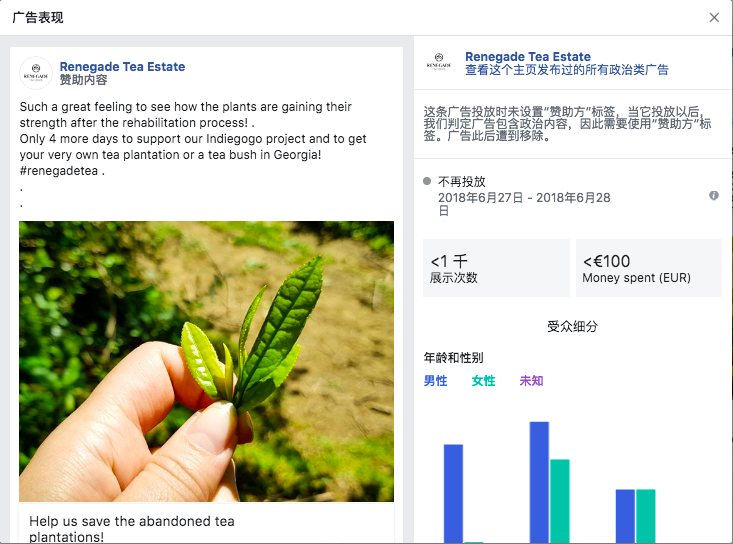 广告表现
RENEGADE
Renegade Tea Estate
赞助内容
Such a great feeling to see how the plants are gaining their
strength after the rehabilitation process! .
Only 4 more days to support our Indiegogo project and to get
your very own tea plantation or a tea bush in Georgia!
#renegadetea .
.
.
Help us save the abandoned tea
plantations!
RENEGADE
Renegade Tea Estate
查看这个主页发布过的所有政治类广告
这条广告投放时未设置“赞助方”标签，当它投放以后，
我们判定广告包含政治内容，因此需要使用“赞助方”标
签。广告此后遭到移除。
不再投放
2018年6月27日 - 2018年6月28
日
<1 千
展示次数
<€100
Money spent (EUR)
受众细分
年龄和性别
男性 女性 未知